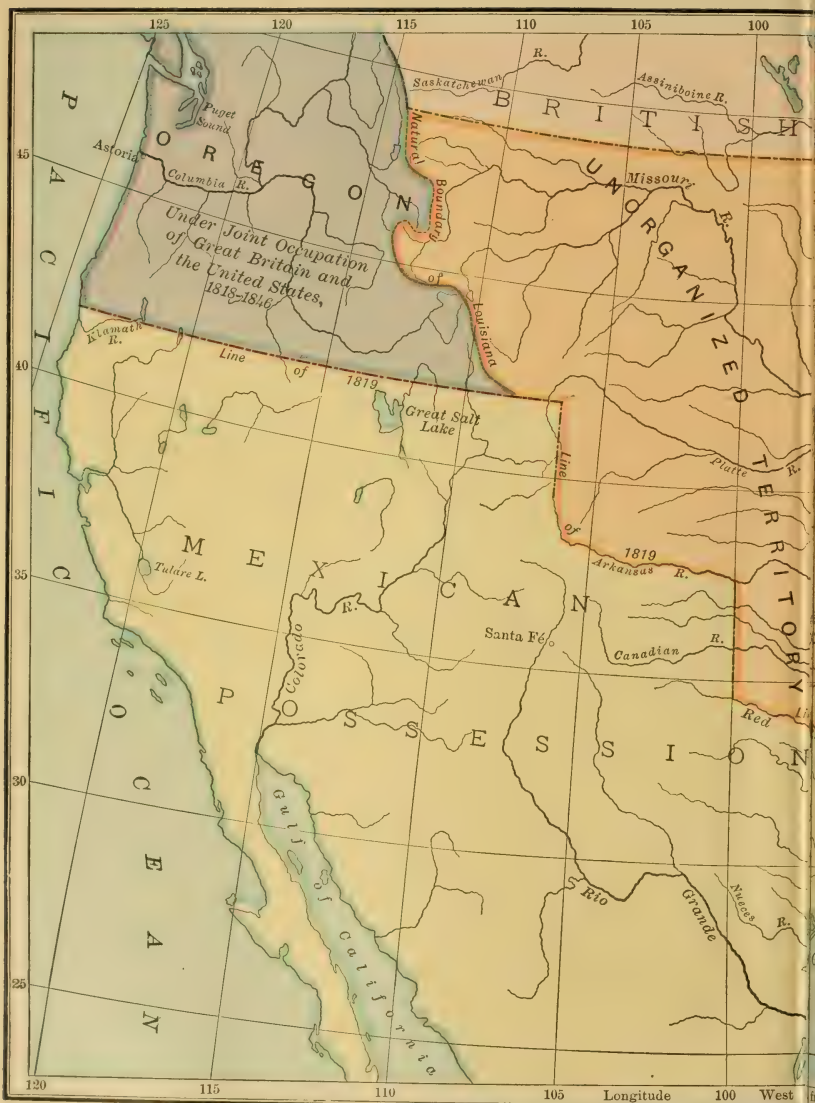 125
120
115
110
105
100
Saskatchewan R.
Assiniboine R.
BRITISH
Puget
Sound
45
Astoria
OREGON
Columbia R.
Under Joint Occupation
of Great Britain and
the United States,
1818-1846
Natural Boundary of Louisiana
Missouri R.
UNORGANIZED TERRITORY
Klamath
R.
Line of 1819
40
Great Salt
Lake
Line of 1819
Platte R.
Arkansas R.
35
Tulare L.
MEXICAN
POSSESSION
Colorado R.
Santa Fé
Canadian R.
Red
30
PACIFIC
OCEAN
Gulf of California
Rio Grande
Nueces R.
25
120
115
110
105
Longitude
100
West